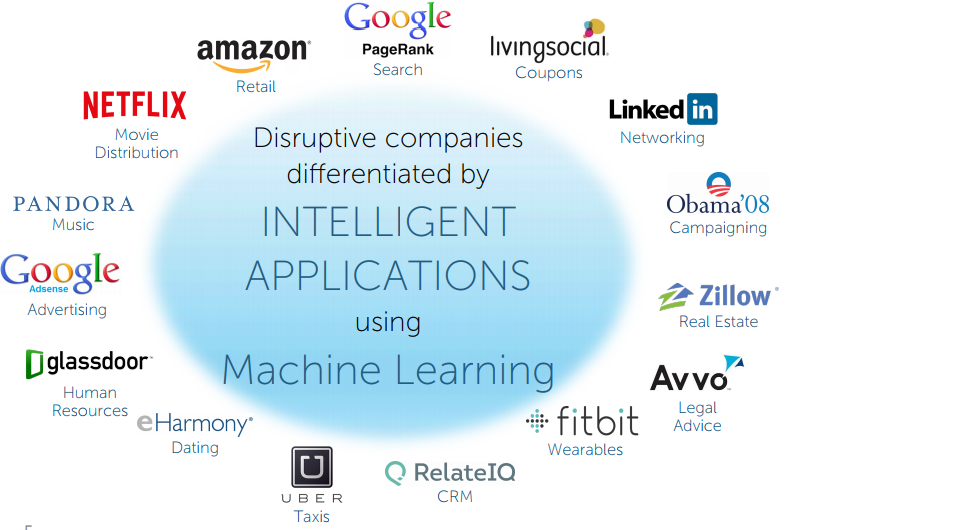 Google
PageRank
Search
amazon
Retail
livingsocial.
Coupons
NETFLIX
Movie
Distribution
Linked in
Networking
PANDORA
Music
Obama'08
Campaigning
Google
Adsense
Advertising
Zillow
Real Estate
glassdoor
Human
Resources
Avvo
Legal
Advice
eHarmony
Dating
fitbit
Wearables
U
UBER
Taxis
RelateIQ
CRM
Disruptive companies
differentiated by
INTELLIGENT
APPLICATIONS
using
Machine Learning